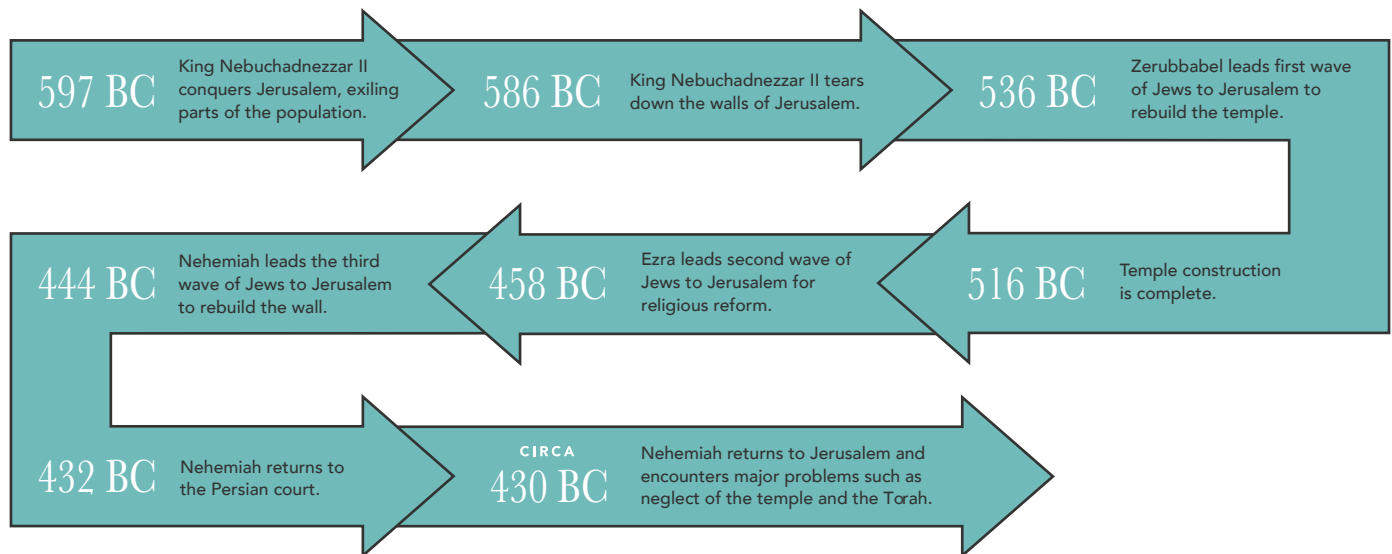 597 BC
King Nebuchadnezzar II
conquers Jerusalem, exiling
parts of the population.
586 BC
King Nebuchadnezzar II tears
down the walls of Jerusalem.
536 BC
Zerubbabel leads first wave
of Jews to Jerusalem to
rebuild the temple.
516 BC
Temple construction
is complete.
458 BC
Ezra leads second wave of
Jews to Jerusalem for
religious reform.
444 BC
Nehemiah leads the third
wave of Jews to Jerusalem
to rebuild the wall.
432 BC
Nehemiah returns to
the Persian court.
CIRCA
430 BC
Nehemiah returns to Jerusalem and
encounters major problems such as
neglect of the temple and the Torah.